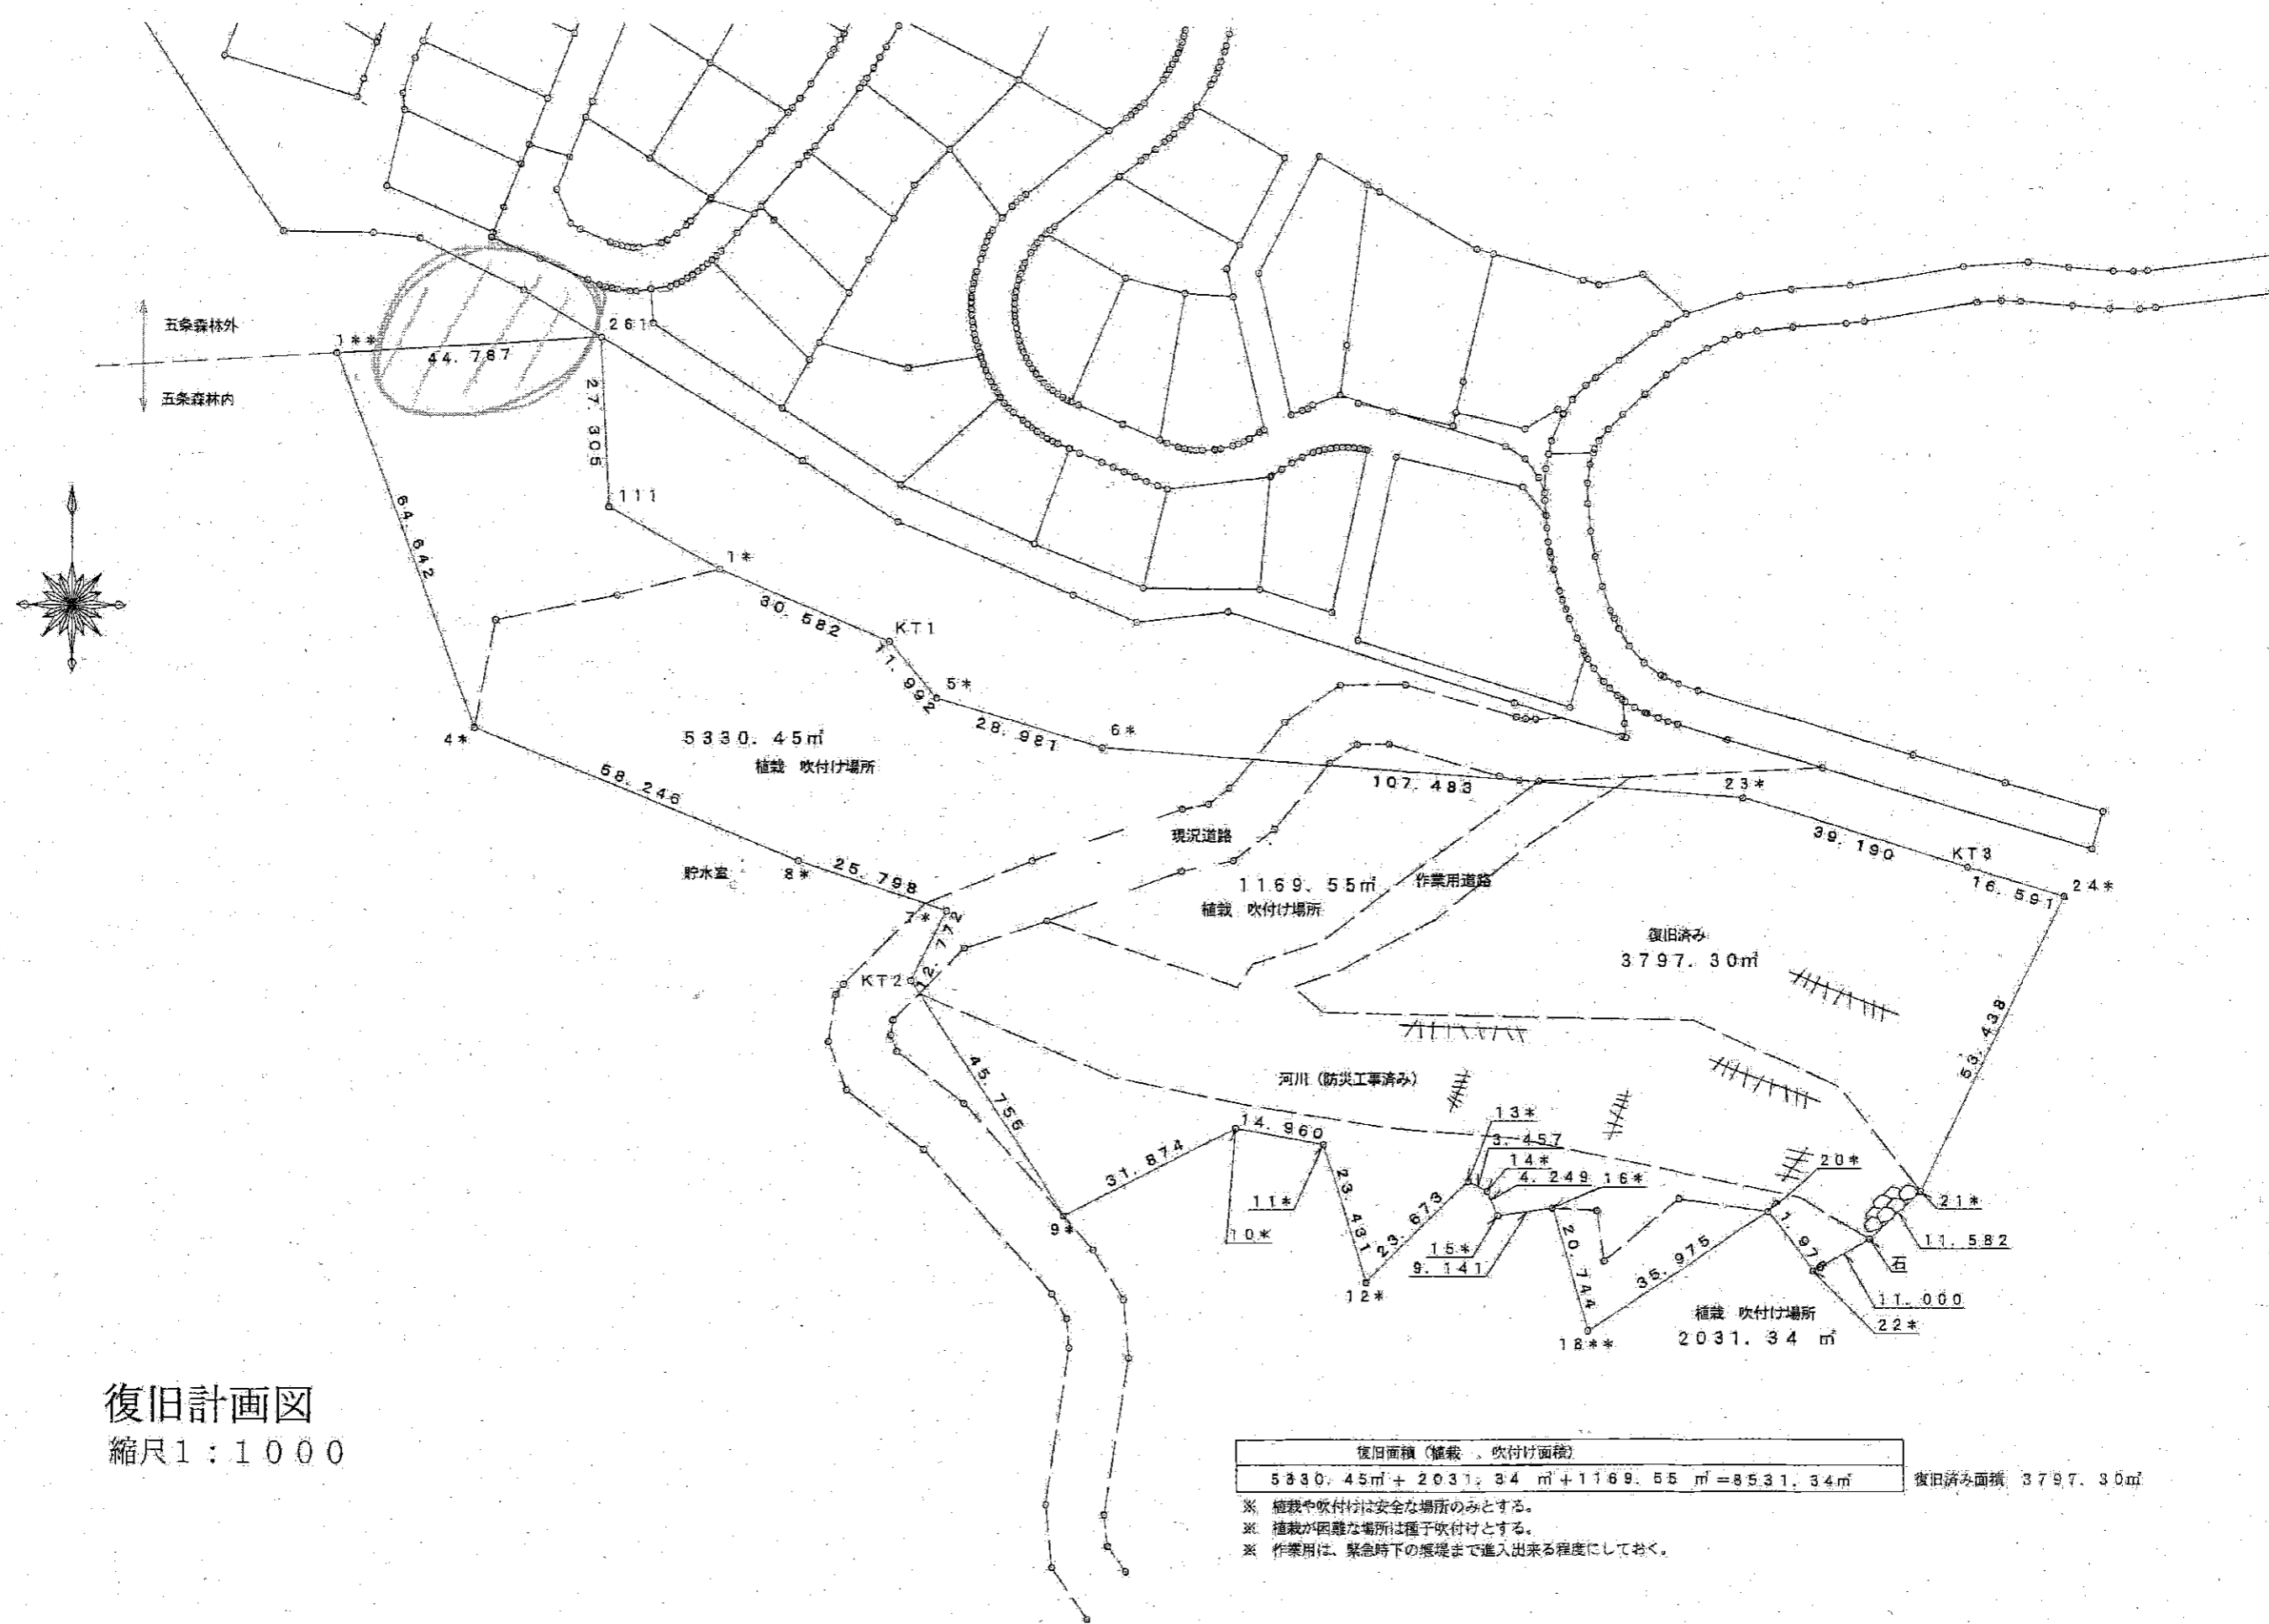 五条森林外
1**
44.787
261
五条森林内
27.305
111
64.642
1*
30.582
KT1
11.992
5*
28.981
6*
4*
5330.45㎡
植栽 吹付け場所
58.246
107.483
23*
現況道路
39.190
KT3
貯水室
8*
25.798
1169.55㎡
作業用道路
16.591
24*
植栽 吹付け場所
7*
復旧済み
3797.30㎡
KT2
53.438
45.755
河川（防災工事済み）
13*
14.960
3.457
31.874
14*
20*
4.249
16*
11*
23.431
23.673
21*
9*
10*
15*
20.744
11.582
9.141
35.975
石
12*
11.000
植栽 吹付け場所
22*
18**
2031.34 ㎡
復旧計画図
縮尺1:1000
復旧面積（植栽 、吹付け面積）
5330.45㎡+2031.34 ㎡+1169.55 ㎡=8531.34㎡
復旧済み面積 3797.30㎡
※ 植栽や吹付けは安全な場所のみとする。
※ 植栽が困難な場所は種子吹付けとする。
※ 作業用は、緊急時下の堰堤まで進入出来る程度にしておく。